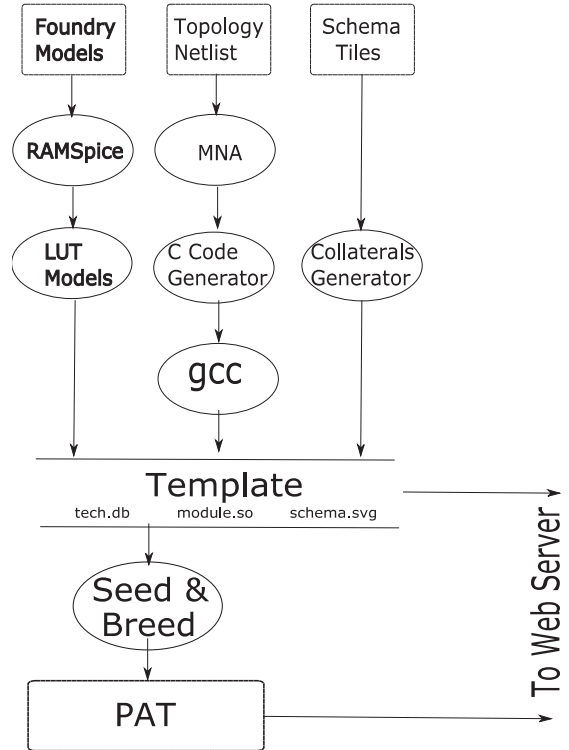 Foundry
Models
Topology
Netlist
Schema
Tiles
RAMSpice
MNA
LUT
Models
C Code
Generator
Collaterals
Generator
gcc
Template
tech.db module.so schema.svg
Seed &
Breed
PAT
To Web Server